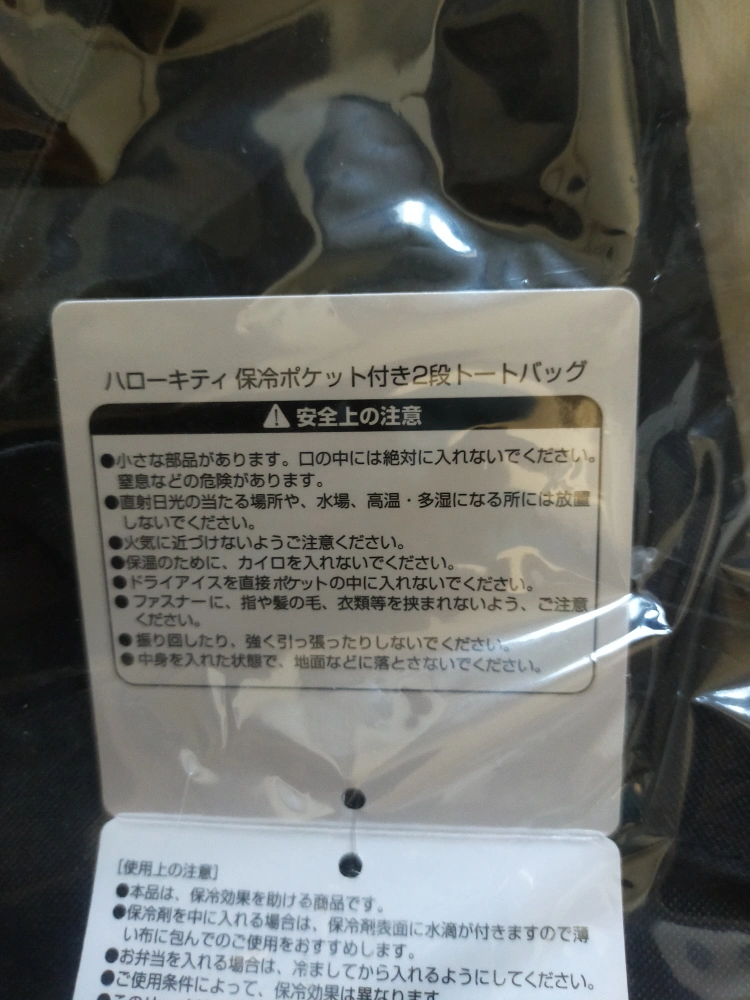 ハローキティ 保冷ポケット付き2段トートバッグ
安全上の注意
●小さな部品があります。口の中には絶対に入れないでください。
窒息などの危険があります。
●直射日光の当たる場所や、水場、高温・多湿になる所には放置
しないでください。
●火気に近づけないようご注意ください。
●保温のために、カイロを入れないでください。
●ドライアイスを直接ポケットの中に入れないでください。
●ファスナーに、指や髪の毛、衣類等を挟まれないよう、ご注意
ください。
●振り回したり、強く引っ張ったりしないでください。
●中身を入れた状態で、地面などに落とさないでください。
[使用上の注意]
●本品は、保冷効果を助ける商品です。
●保冷剤を中に入れる場合は、保冷剤表面に水滴が付きますので薄
い布に包んでのご使用をおすすめします。
●お弁当を入れる場合は、冷ましてから入れるようにしてください。
●ご使用条件によって、保冷効果は異なります。